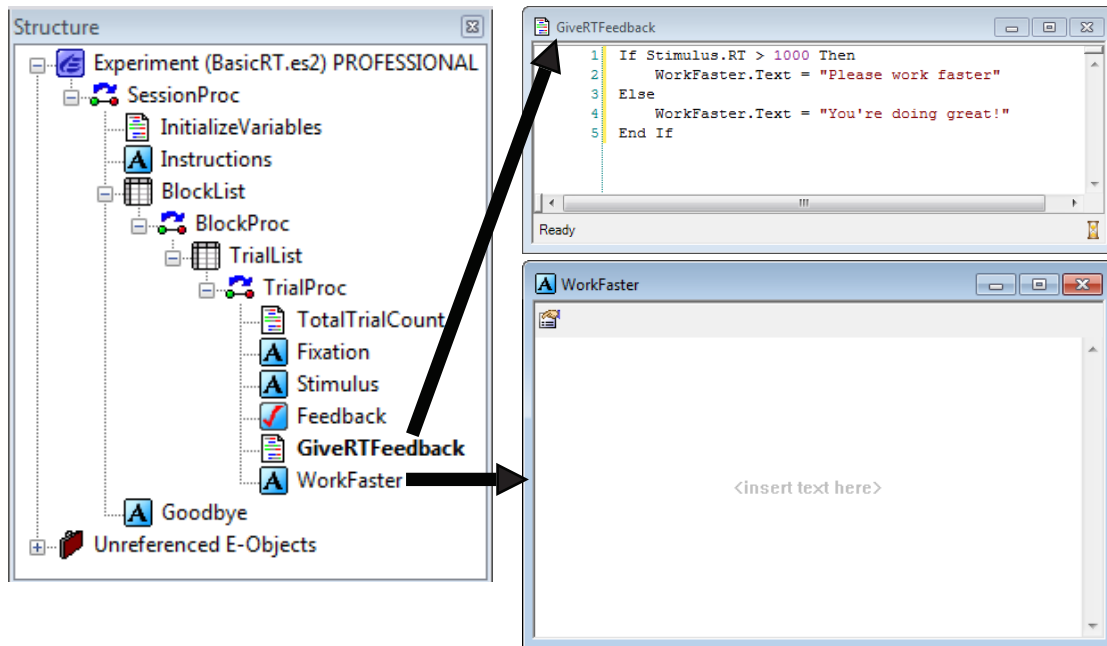 Structure
Experiment (BasicRT.es2) PROFESSIONAL
SessionProc
InitializeVariables
A Instructions
BlockList
BlockProc
TrialList
TrialProc
TotalTrialCount
A Fixation
A Stimulus
Feedback
GiveRTFeedback
A WorkFaster
A Goodbye
Unreferenced E-Objects
GiveRTFeedback
1 If Stimulus.RT > 1000 Then
2 WorkFaster.Text = "Please work faster"
3 Else
4 WorkFaster.Text = "You're doing great!"
5 End If
Ready
A WorkFaster
<insert text here>